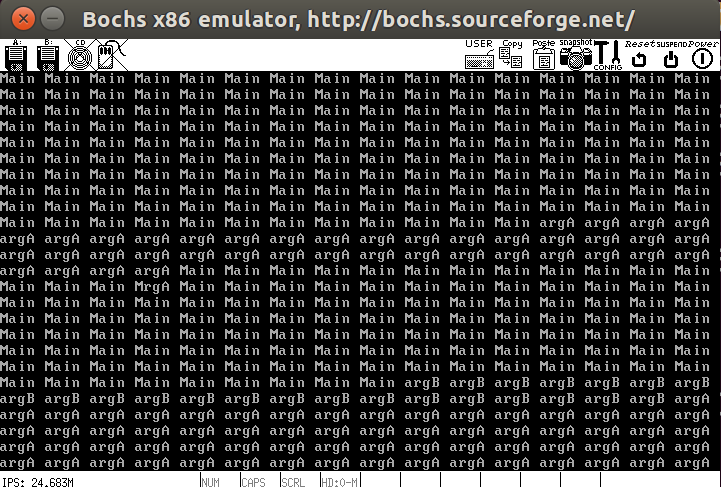 Bochs x86 emulator, http://bochs.sourceforge.net/
A: B: CD USER Copy Paste snapshot CONFIG Reset SUSPEND Power
Main Main Main Main Main Main Main Main Main Main Main Main Main Main Main Main
Main Main Main Main Main Main Main Main Main Main Main Main Main Main Main Main
Main Main Main Main Main Main Main Main Main Main Main Main Main Main Main Main
Main Main Main Main Main Main Main Main Main Main Main Main Main Main Main Main
Main Main Main Main Main Main Main Main Main Main Main Main Main Main Main Main
Main Main Main Main Main Main Main Main Main Main Main Main Main Main Main Main
Main Main Main Main Main Main Main Main Main Main Main Main Main Main Main Main
Main Main Main Main Main Main Main Main Main Main Main Main Main Main Main Main
Main Main Main Main Main Main Main Main Main Main Main Main Main Main Main Main
Main Main Main Main Main Main Main Main Main Main Main Main argA argA argA argA
argA argA argA argA argA argA argA argA argA argA argA argA argA argA argA argA
argA argA argA argA argA argA argA argA argA argA argA argA argA argA argA argA
argA argA argA argA Main Main Main Main Main Main Main Main Main Main Main Main
Main Main Main MrgA Main Main Main Main Main Main Main Main Main Main Main Main
Main Main Main Main Main Main Main Main Main Main Main Main Main Main Main Main
Main Main Main Main Main Main Main Main Main Main Main Main Main Main Main Main
Main Main Main Main Main Main Main Main Main Main Main Main Main Main Main Main
Main Main Main Main Main Main Main Main Main Main Main Main Main Main Main Main
Main Main Main Main Main Main Main Main Main Main Main Main Main Main Main Main
Main Main Main Main Main Main Main Main Main argB argB argB argB argB argB argB
argB argB argB argB argB argB argB argB argB argB argB argB argB argB argB argB
argA argA argA argA argA argA argA argA argA argA argA argA argA argA argA argA
argA argA argA argA argA argA argA argA argA argA argA argA argA argA argA argA
argA argA argA argA argA argA argA argA argA argA argA argA argA argA argA argA
argA argA argA argA argA argA argA argA argA argA argA argA argA argA argA argA
IPS: 24.683M NUM CAPS SCRL HD:0-M